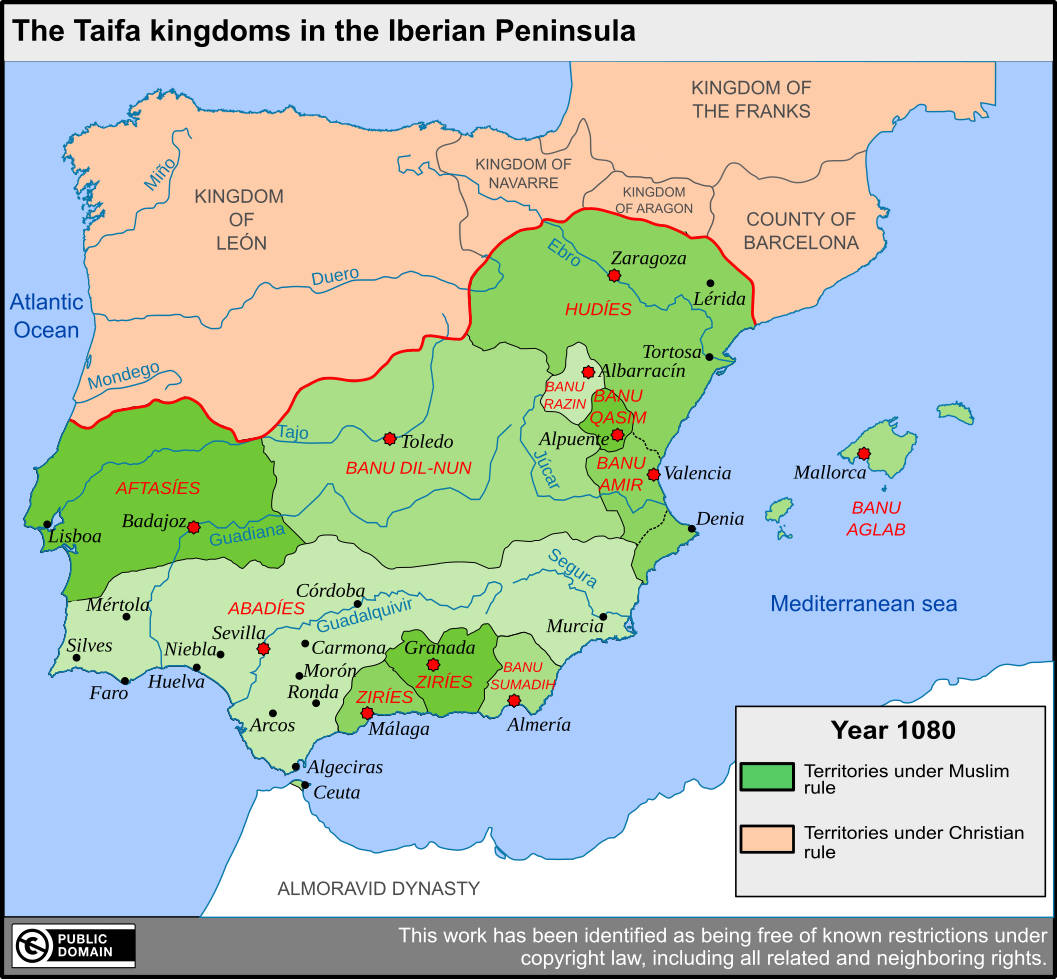 The Taifa kingdoms in the Iberian Peninsula
KINGDOM OF
THE FRANKS
KINGDOM OF
NAVARRE
KINGDOM
OF ARAGON
COUNTY OF
BARCELONA
KINGDOM
OF
LEÓN
Miño
Duero
Ebro
Zaragoza
Lérida
HUDÍES
Atlantic
Ocean
Mondego
Tortosa
Albarracín
BANU
RAZIN
BANU
QASIM
Alpuente
Tajo
Toledo
BANU DIL-NUN
Júcar
BANU
AMIR
Valencia
Mallorca
BANU
AGLAB
AFTASÍES
Badajoz
Lisboa
Guadiana
Denia
Segura
Mediterranean sea
Córdoba
Guadalquivir
ABADÍES
Mértola
Sevilla
Murcia
Silves
Niebla
Carmona
Granada
ZIRÍES
BANU
SUMADIH
Faro
Huelva
Morón
Ronda
ZIRÍES
Arcos
Málaga
Almería
Algeciras
Ceuta
ALMORAVID DYNASTY
Year 1080
Territories under Muslim
rule
Territories under Christian
rule
PUBLIC
DOMAIN
This work has been identified as being free of known restrictions under
copyright law, including all related and neighboring rights.